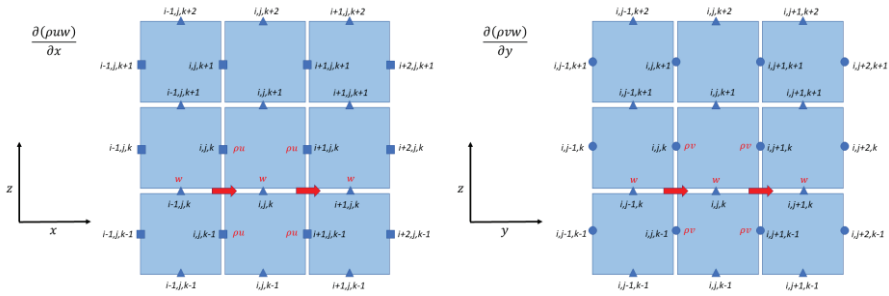 i-1,j,k+2 i,j,k+2 i+1,j,k+2
∂(ρuw)/∂x
i-1,j,k+1 i,j,k+1 i+1,j,k+1 i+2,j,k+1
i-1,j,k+1 i,j,k+1 i+1,j,k+1
i-1,j,k i,j,k ρu ρu i+1,j,k i+2,j,k
w w w
z
i-1,j,k i,j,k i+1,j,k
x
i-1,j,k-1 i,j,k-1 ρu ρu i+1,j,k-1 i+2,j,k-1
i-1,j,k-1 i,j,k-1 i+1,j,k-1
i,j-1,k+2 i,j,k+2 i,j+1,k+2
∂(ρvw)/∂y
i,j-1,k+1 i,j,k+1 i,j+1,k+1 i,j+2,k+1
i,j-1,k+1 i,j,k+1 i,j+1,k+1
i,j-1,k i,j,k ρv ρv i,j+1,k i,j+2,k
w w w
z
i,j-1,k i,j,k i,j+1,k
y
i,j-1,k-1 i,j,k-1 ρv ρv i,j+1,k-1 i,j+2,k-1
i,j-1,k-1 i,j,k-1 i,j+1,k-1